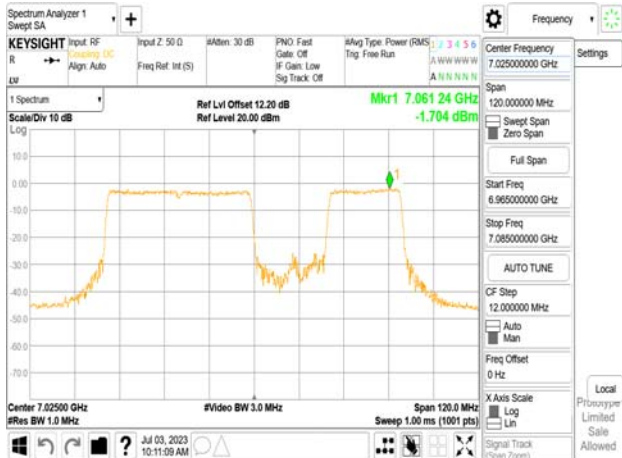 Spectrum Analyzer 1
Swept SA
+
Frequency
KEYSIGHT
Input: RF
Coupling: DC
Align: Auto
Input Z: 50 Ω
Freq Ref: Int (S)
#Atten: 30 dB
PNO: Fast
Gate: Off
IF Gain: Low
Sig Track: Off
#Avg Type: Power (RMS
Trig: Free Run
1 2 3 4 5 6
A W W W W W
A N N N N N
R
LXI
Center Frequency
7.025000000 GHz
Settings
Span
120.000000 MHz
Swept Span
Zero Span
Full Span
Start Freq
6.965000000 GHz
Stop Freq
7.085000000 GHz
AUTO TUNE
CF Step
12.000000 MHz
Auto
Man
Freq Offset
0 Hz
X Axis Scale
Log
Lin
Signal Track
(Span Zoom)
Local
Prototype
Limited
Sale
Allowed
1 Spectrum
Scale/Div 10 dB
Log
Ref Lvl Offset 12.20 dB
Ref Level 20.00 dBm
Mkr1 7.061 24 GHz
-1.704 dBm
1
10.0
0.00
-10.0
-20.0
-30.0
-40.0
-50.0
-60.0
-70.0
Center 7.02500 GHz
#Res BW 1.0 MHz
#Video BW 3.0 MHz
Span 120.0 MHz
Sweep 1.00 ms (1001 pts)
?
Jul 03, 2023
10:11:09 AM